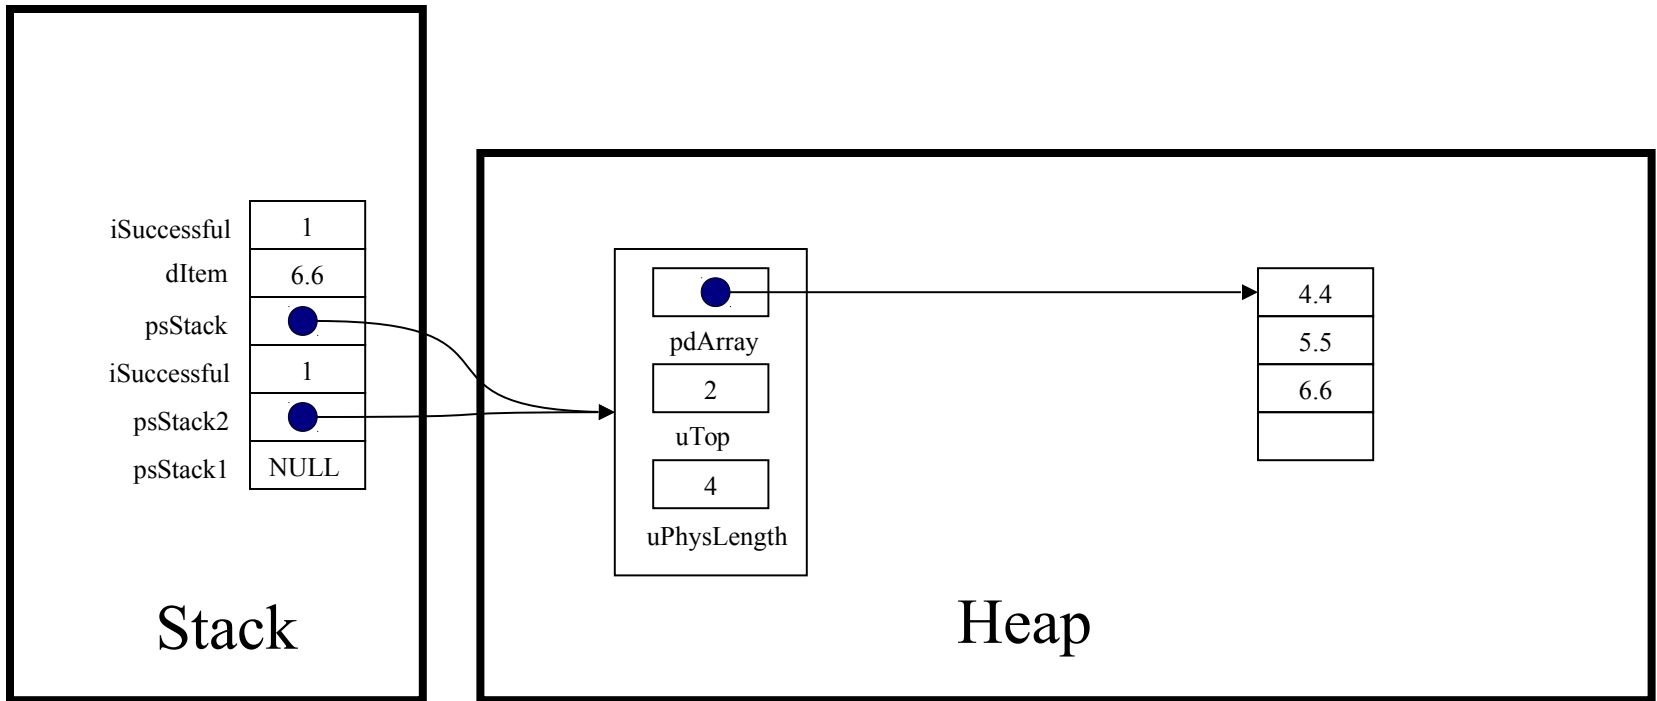 iSuccessful 1
dItem 6.6
psStack
iSuccessful 1
psStack2
psStack1 NULL
Stack
pdArray
2
uTop
4
uPhysLength
4.4
5.5
6.6
Heap